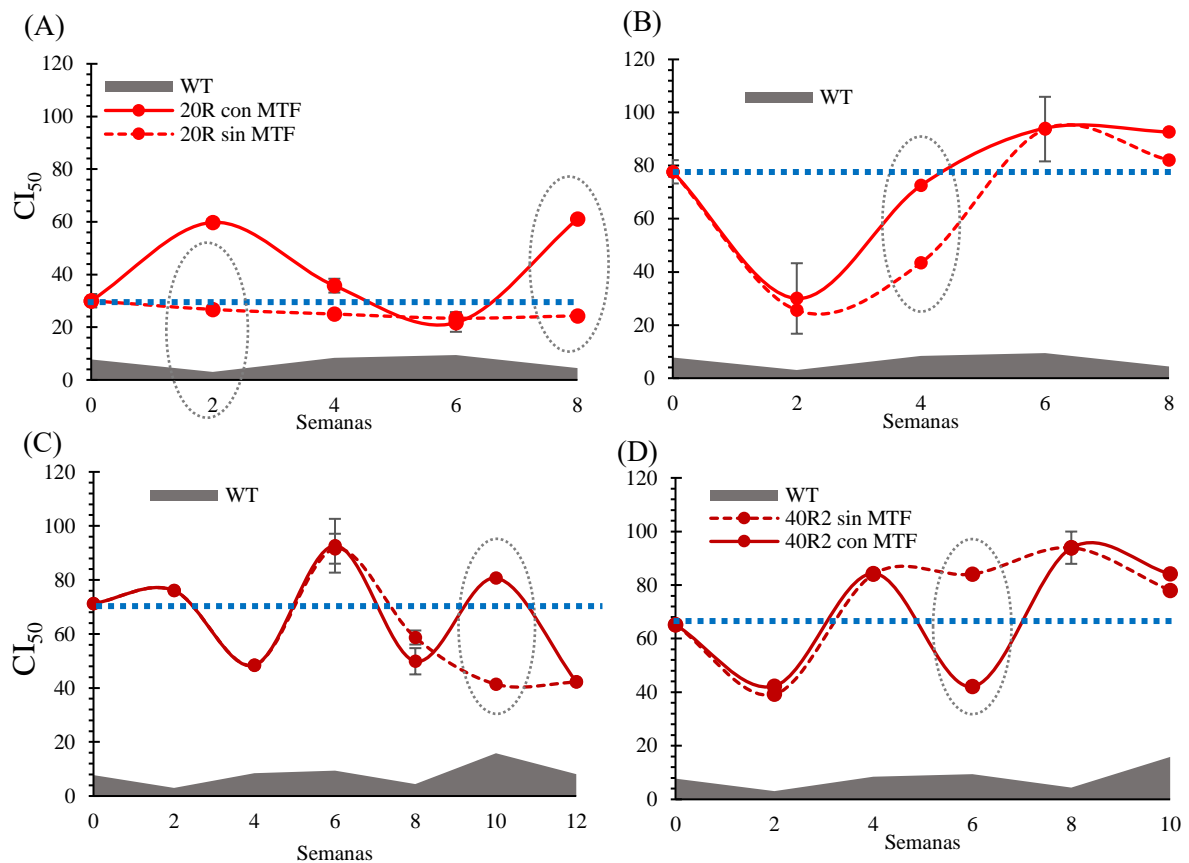 (A)
CI50
120
100
80
60
40
20
0
WT
20R con MTF
20R sin MTF
0 2 4 6 8
Semanas
(B)
120
100
80
60
40
20
0
WT
0 2 4 6 8
Semanas
(C)
CI50
120
100
80
60
40
20
0
WT
0 2 4 6 8 10 12
Semanas
(D)
120
100
80
60
40
20
0
WT
40R2 sin MTF
40R2 con MTF
0 2 4 6 8 10
Semanas